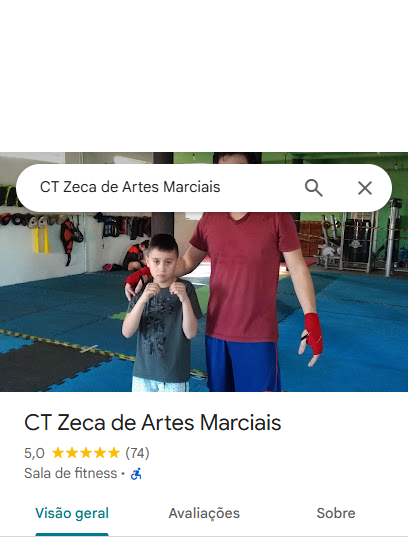 CT Zeca de Artes Marciais
CT Zeca de Artes Marciais
5,0 ★★★★★ (74)
Sala de fitness ·
Visão geral Avaliações Sobre